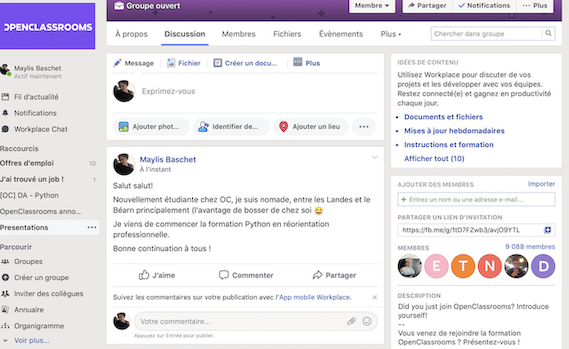 OPENCLASSROOMS
Maylis Baschet
Actif maintenant
Fil d'actualité
Notifications
Workplace Chat
Raccourcis
Offres d'emploi 10
J'ai trouvé un job ! 1
[OC] DA - Python
OpenClassrooms anno...
Presentations
Parcourir
Groupes
Créer un groupe
Inviter des collègues
Annuaire
Organigramme
Voir plus...
Groupe ouvert
Membre
Partager
Notifications
Plus
À propos
Discussion
Membres
Fichiers
Évènements
Plus
Chercher dans groupe
Message
Fichier
Créer un docu...
Plus
Exprimez-vous
Ajouter phot...
Identifier de...
Ajouter un lieu
Maylis Baschet
À l'instant
Salut salut!
Nouvellement étudiante chez OC, je suis nomade, entre les Landes et le
Béarn principalement (l'avantage de bosser de chez soi 😀
Je viens de commencer la formation Python en réorientation
professionnelle.
Bonne continuation à tous !
J'aime
Commenter
Partager
Suivez les commentaires sur votre publication avec l'App mobile Workplace.
Votre commentaire...
Appuyez sur Entrée pour publier.
IDÉES DE CONTENU
Utilisez Workplace pour discuter de
vos projets et les développer avec vos équipes.
Restez connecté(e) et gagnez en productivité
chaque jour.
Documents et fichiers
Mises à jour hebdomadaires
Instructions et formation
Afficher tout (10)
AJOUTER DES MEMBRES Importer
+ Entrez un nom ou une adresse e-mail...
PARTAGER UN LIEN D'INVITATION
https://fb.me/g/1tD7FZwb3/avjO9YTL
MEMBRES 9 088 membres
E T N D
DESCRIPTION
Did you just join OpenClassrooms? Introduce
yourself!
--
Vous venez de rejoindre la formation
OpenClassrooms ? Présentez-vous !